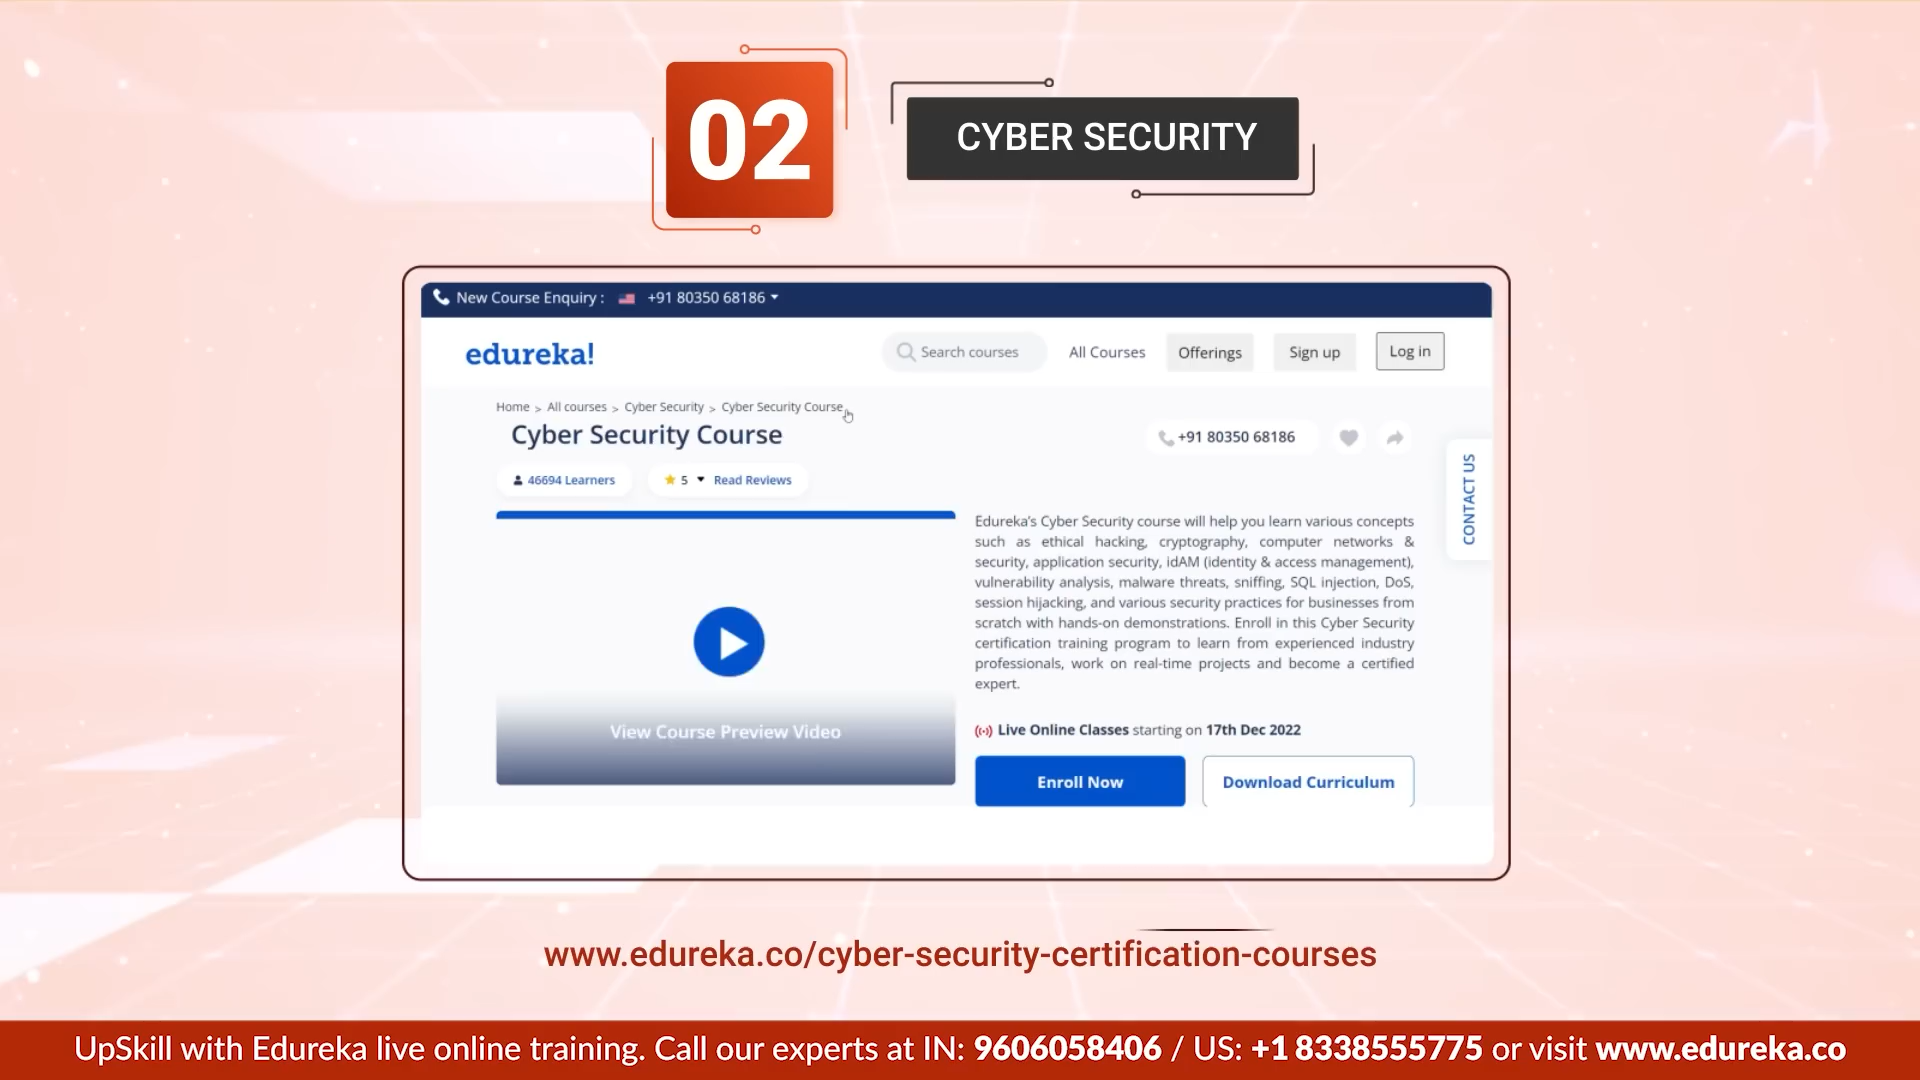 02
CYBER SECURITY
New Course Enquiry : +91 80350 68186
edureka!
Search courses
All Courses
Offerings
Sign up
Log in
Home > All courses > Cyber Security > Cyber Security Course
Cyber Security Course
+91 80350 68186
46694 Learners
5 Read Reviews
CONTACT US
Edureka's Cyber Security course will help you learn various concepts
such as ethical hacking, cryptography, computer networks &
security, application security, idAM (identity & access management),
vulnerability analysis, malware threats, sniffing, SQL injection, DoS,
session hijacking, and various security practices for businesses from
scratch with hands-on demonstrations. Enroll in this Cyber Security
certification training program to learn from experienced industry
professionals, work on real-time projects and become a certified
expert.
View Course Preview Video
Live Online Classes starting on 17th Dec 2022
Enroll Now
Download Curriculum
www.edureka.co/cyber-security-certification-courses
UpSkill with Edureka live online training. Call our experts at IN: 9606058406 / US: +1 8338555775 or visit www.edureka.co